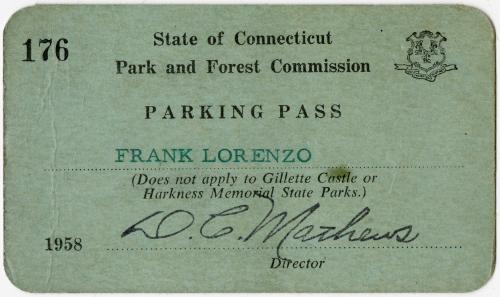 176
State of Connecticut
Park and Forest Commission
PARKING PASS
FRANK LORENZO
(Does not apply to Gillette Castle or
Harkness Memorial State Parks.)
1958
D. C. Mathews
Director